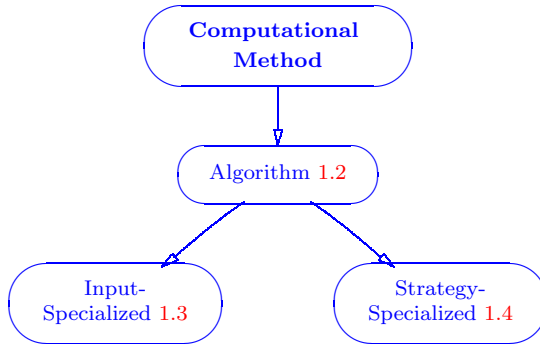 Computational
Method
Algorithm 1.2
Input-
Specialized 1.3
Strategy-
Specialized 1.4